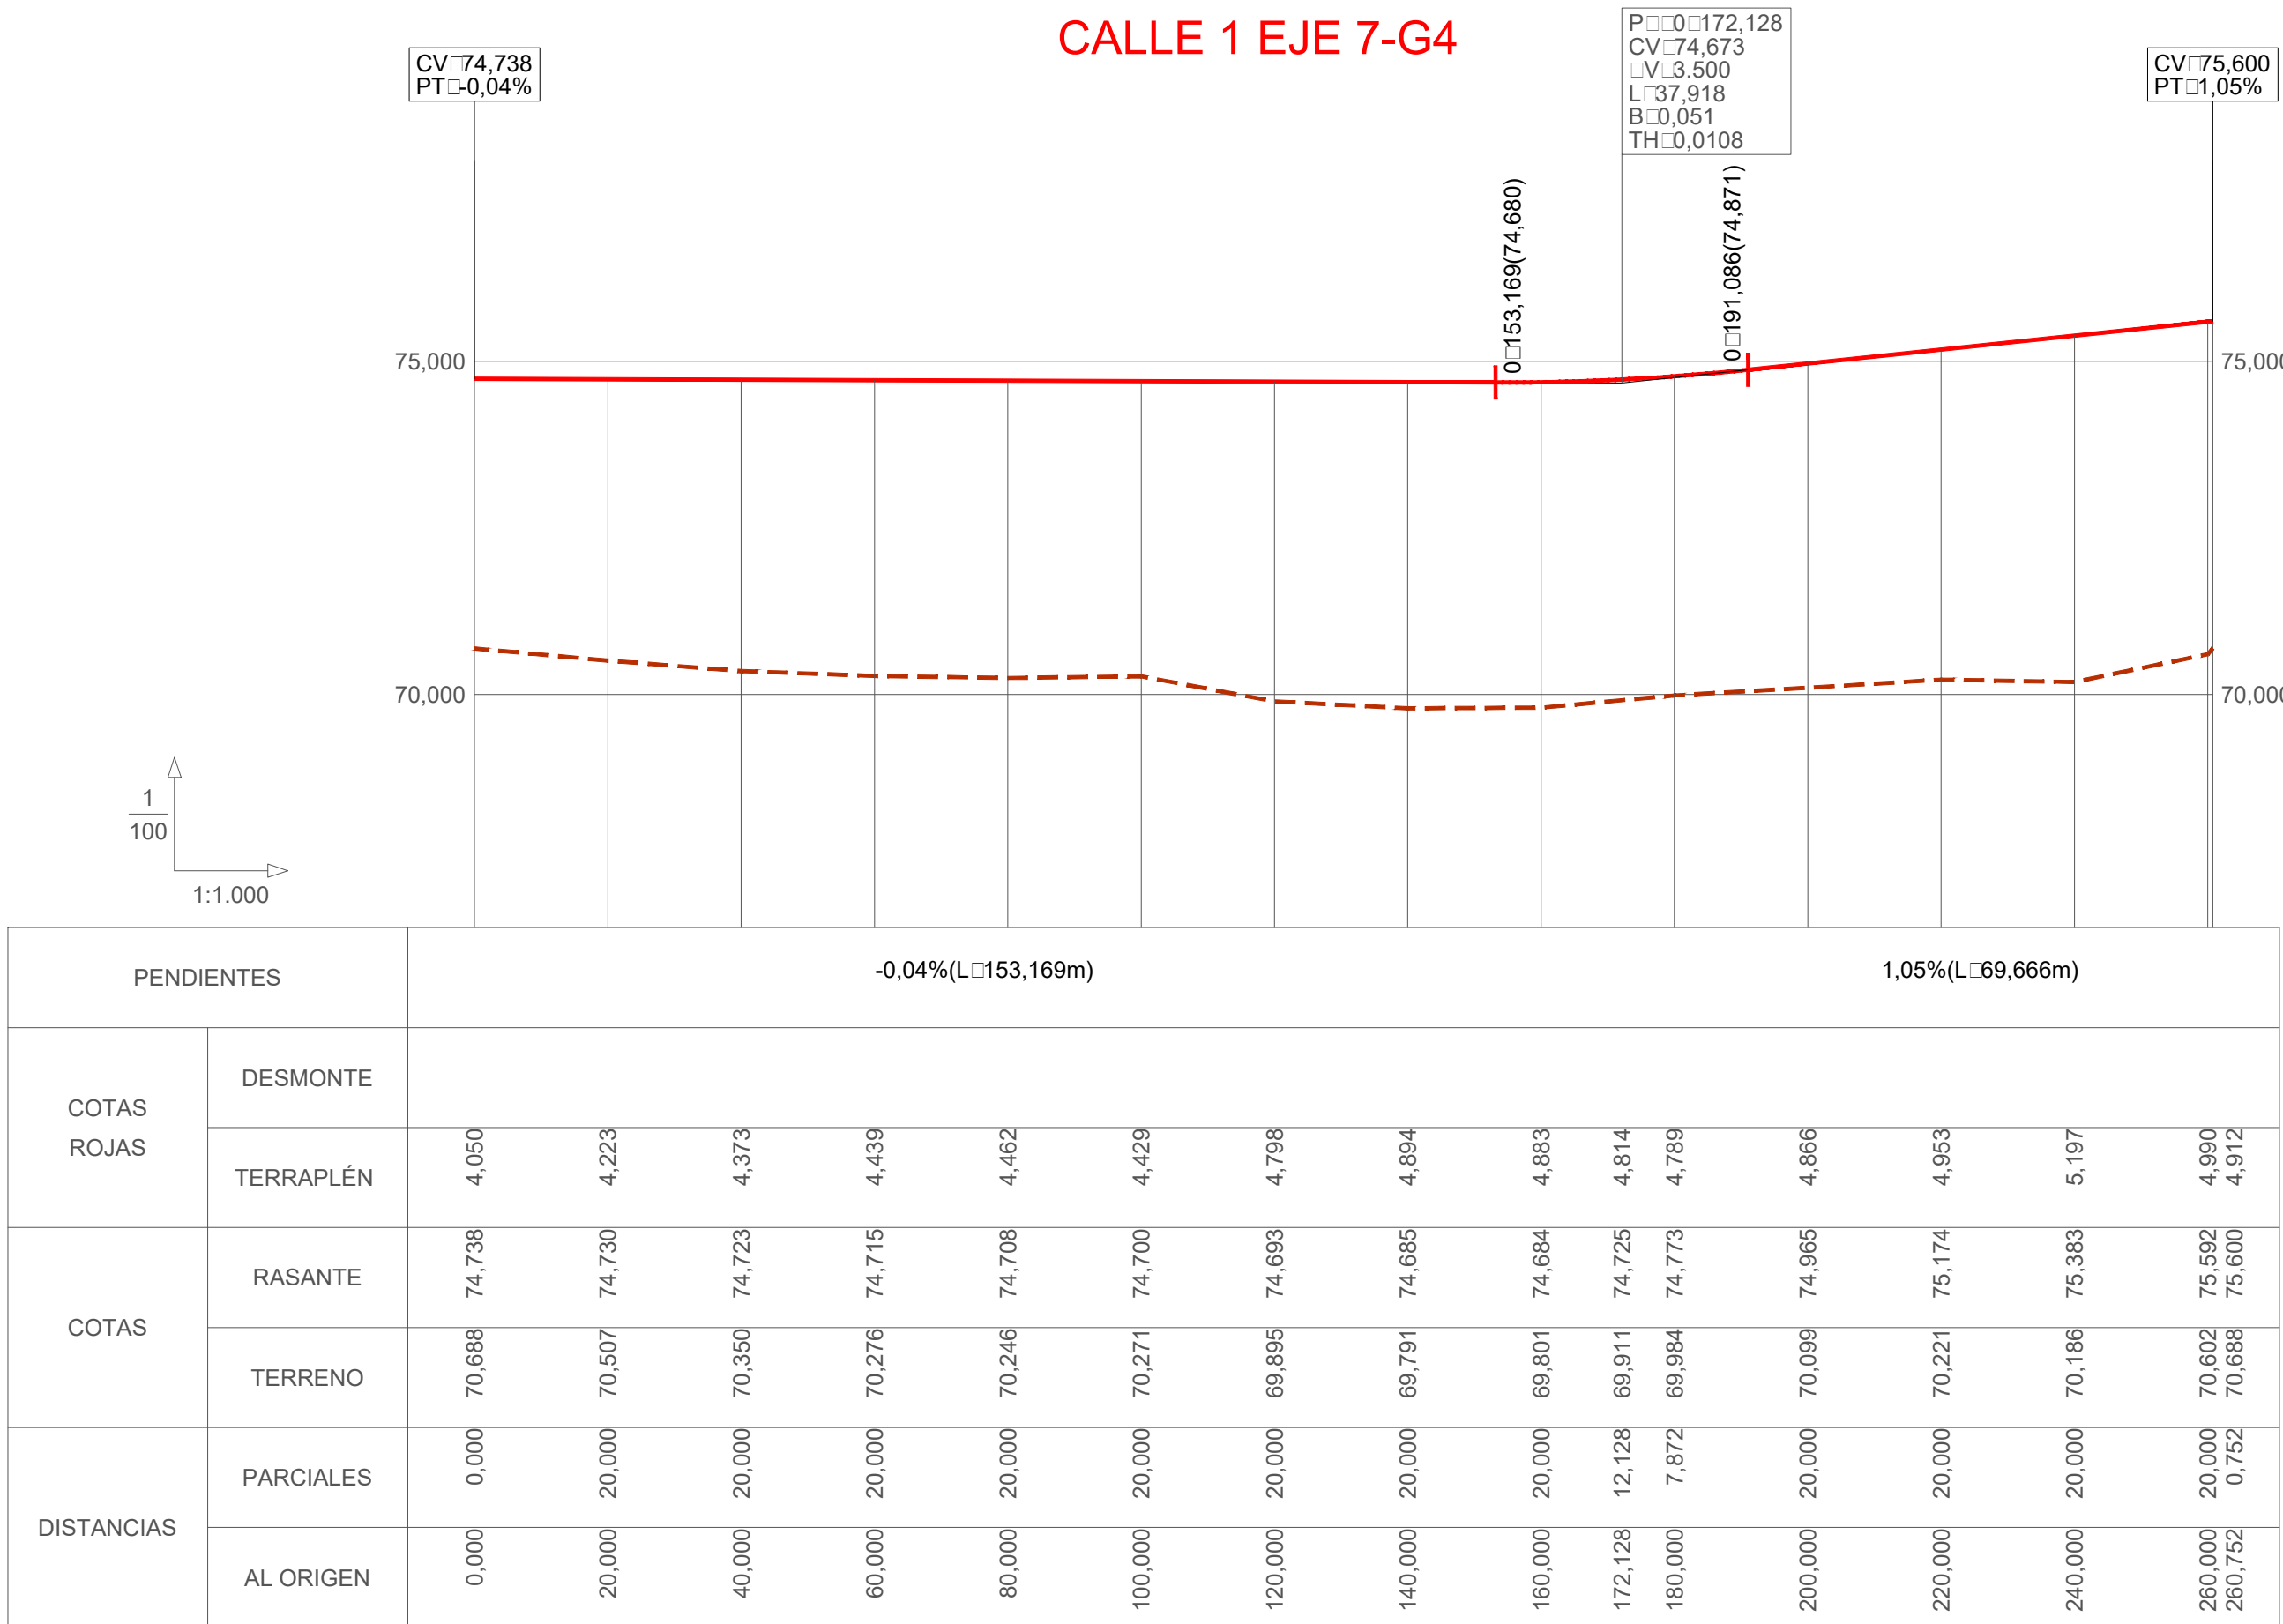 CALLE 1 EJE 7-G4
CV□74,738
PT□-0,04%
P□□0□172,128
CV□74,673
□V□3.500
L□37,918
B□0,051
TH□0,0108
CV□75,600
PT□1,05%
0□153,169(74,680)
0□191,086(74,871)
75,000
75,000
70,000
70,000
1
100
1:1.000
PENDIENTES
-0,04%(L□153,169m)
1,05%(L□69,666m)
COTAS
ROJAS
DESMONTE
TERRAPLÉN
4,050 4,223 4,373 4,439 4,462 4,429 4,798 4,894 4,883 4,814 4,789 4,866 4,953 5,197 4,990 4,912
COTAS
RASANTE
74,738 74,730 74,723 74,715 74,708 74,700 74,693 74,685 74,684 74,725 74,773 74,965 75,174 75,383 75,592 75,600
TERRENO
70,688 70,507 70,350 70,276 70,246 70,271 69,895 69,791 69,801 69,911 69,984 70,099 70,221 70,186 70,602 70,688
DISTANCIAS
PARCIALES
0,000 20,000 20,000 20,000 20,000 20,000 20,000 20,000 20,000 12,128 7,872 20,000 20,000 20,000 20,000 0,752
AL ORIGEN
0,000 20,000 40,000 60,000 80,000 100,000 120,000 140,000 160,000 172,128 180,000 200,000 220,000 240,000 260,000 260,752